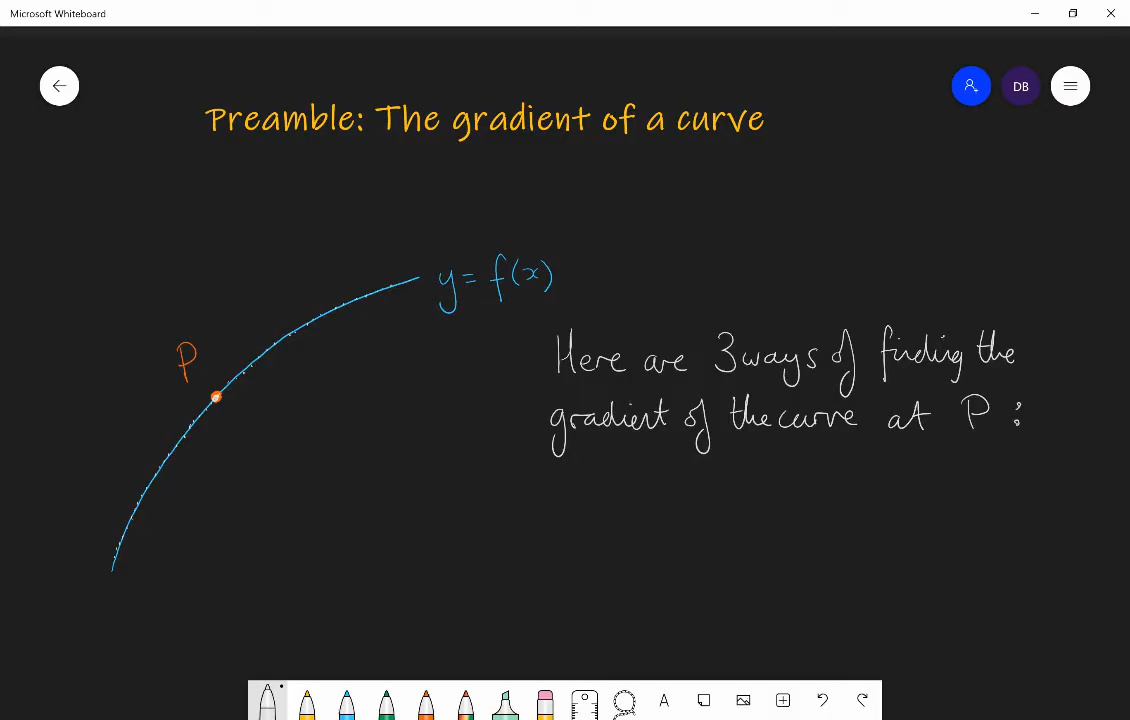 Microsoft Whiteboard
DB
Preamble: The gradient of a curve
y = f(x)
P
Here are 3 ways of finding the
gradient of the curve at P :
A